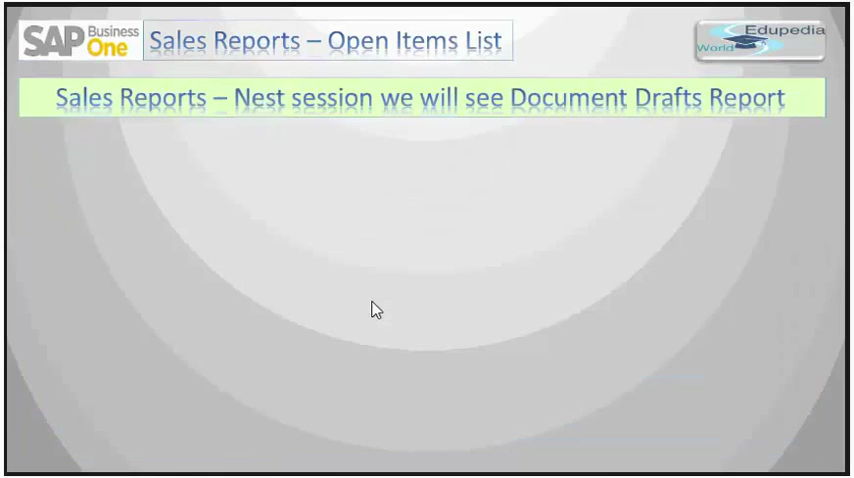 SAP Business One
Sales Reports – Open Items List
Edupedia World
Sales Reports – Nest session we will see Document Drafts Report